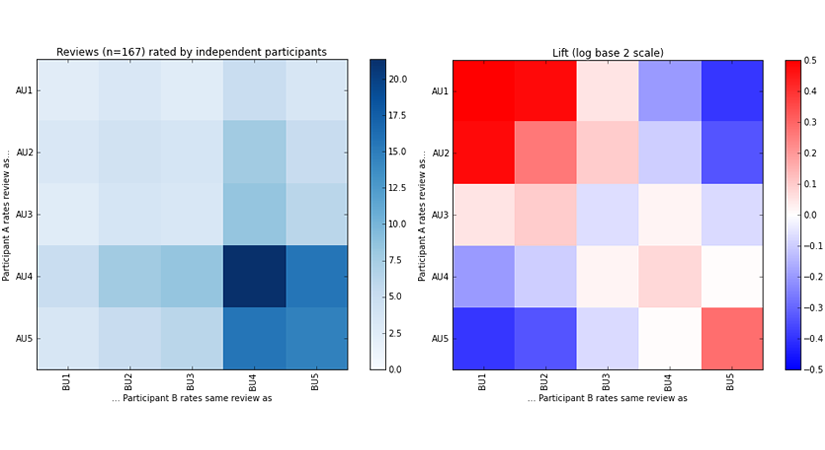 Reviews (n=167) rated by independent participants
AU1
AU2
AU3
AU4
AU5
Participant A rates review as...
BU1
BU2
BU3
BU4
BU5
... Participant B rates same review as
20.0
17.5
15.0
12.5
10.0
7.5
5.0
2.5
0.0
Lift (log base 2 scale)
AU1
AU2
AU3
AU4
AU5
Participant A rates review as...
BU1
BU2
BU3
BU4
BU5
... Participant B rates same review as
0.5
0.4
0.3
0.2
0.1
0.0
−0.1
−0.2
−0.3
−0.4
−0.5